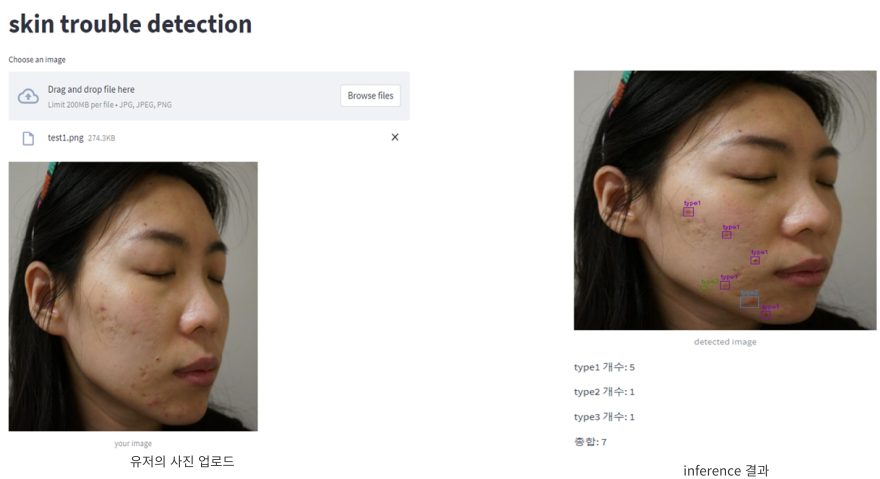 skin trouble detection
Choose an image
Drag and drop file here
Limit 200MB per file • JPG, JPEG, PNG
Browse files
test1.png 274.3KB
X
your image
유저의 사진 업로드
type1
type1
type1
type1
type1
detected image
type1 개수: 5
type2 개수: 1
type3 개수: 1
종합: 7
inference 결과